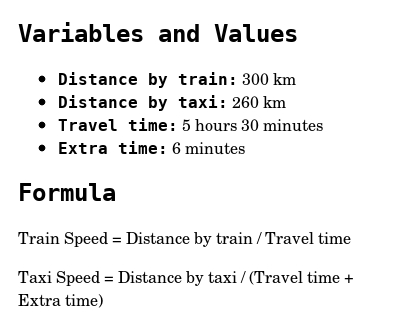 Variables and Values
Distance by train: 300 km
Distance by taxi: 260 km
Travel time: 5 hours 30 minutes
Extra time: 6 minutes
Formula
Train Speed = Distance by train / Travel time
Taxi Speed = Distance by taxi / (Travel time +
Extra time)